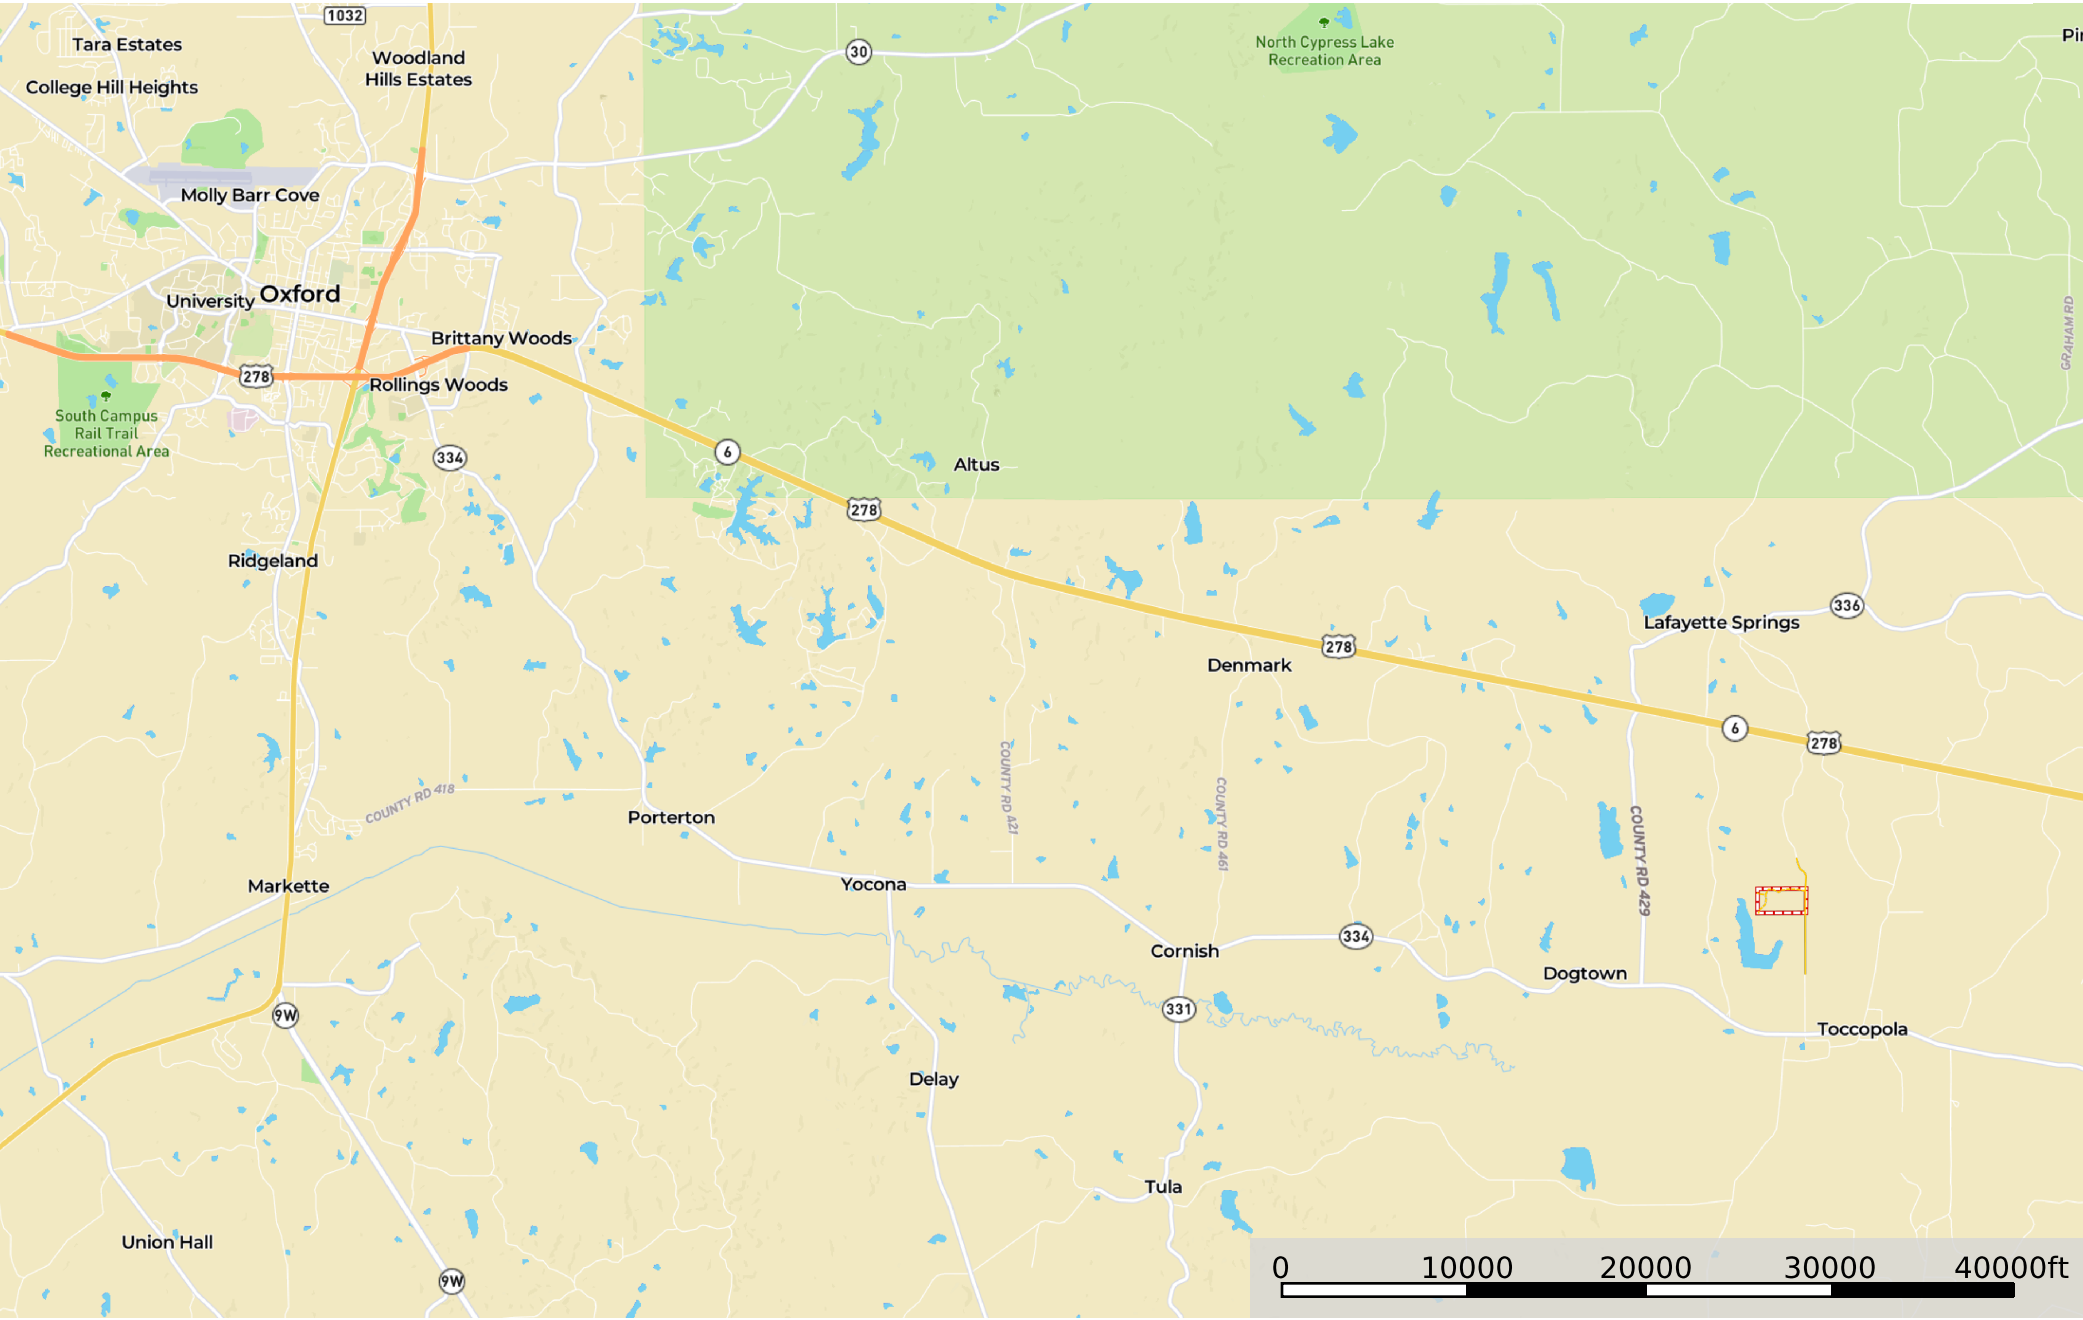 1032
Tara Estates
Woodland
Hills Estates
College Hill Heights
30
North Cypress Lake
Recreation Area
Molly Barr Cove
University
Oxford
GRAHAM RD
Brittany Woods
278
Rollings Woods
South Campus
Rail Trail
Recreational Area
334
6
Altus
278
Ridgeland
336
Lafayette Springs
278
Denmark
6
278
COUNTY RD 418
COUNTY RD 421
COUNTY RD 461
COUNTY RD 429
Porterton
Markette
Yocona
334
Cornish
Dogtown
9W
331
Toccopola
Delay
Tula
Union Hall
9W
0 10000 20000 30000 40000ft